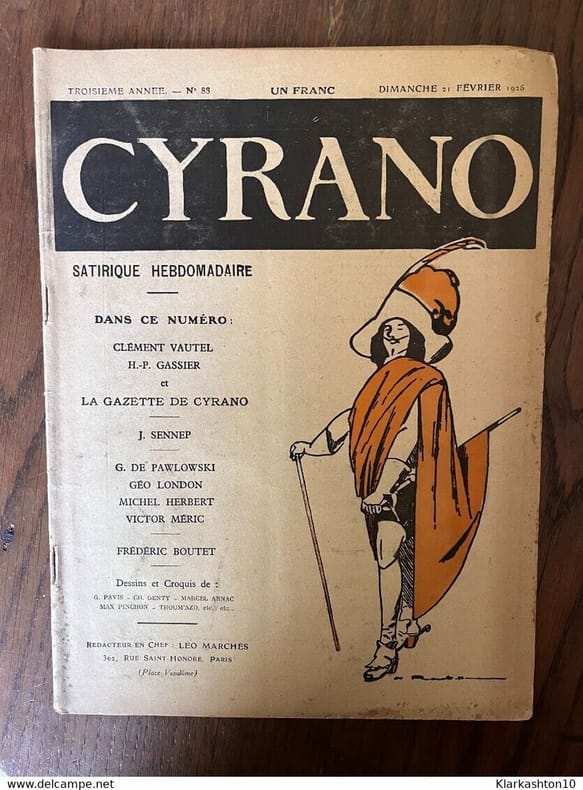 TROISIEME ANNEE. — N° 83 UN FRANC DIMANCHE 21 FÉVRIER 1926
CYRANO
SATIRIQUE HEBDOMADAIRE
DANS CE NUMÉRO :
CLÉMENT VAUTEL
H.-P. GASSIER
et
LA GAZETTE DE CYRANO
J. SENNEP
G. DE PAWLOWSKI
GÉO LONDON
MICHEL HERBERT
VICTOR MÉRIC
FRÉDÉRIC BOUTET
Dessins et Croquis de :
G. PAVIS - CH. GENTY - MARCEL ARNAC
MAX PINCHON - THOUM'AZO, etc., etc...
REDACTEUR EN CHEF : LÉO MARCHÈS
362, RUE SAINT-HONORE, PARIS
(Place Vendôme)
www.delcampe.net
Klarkashton10